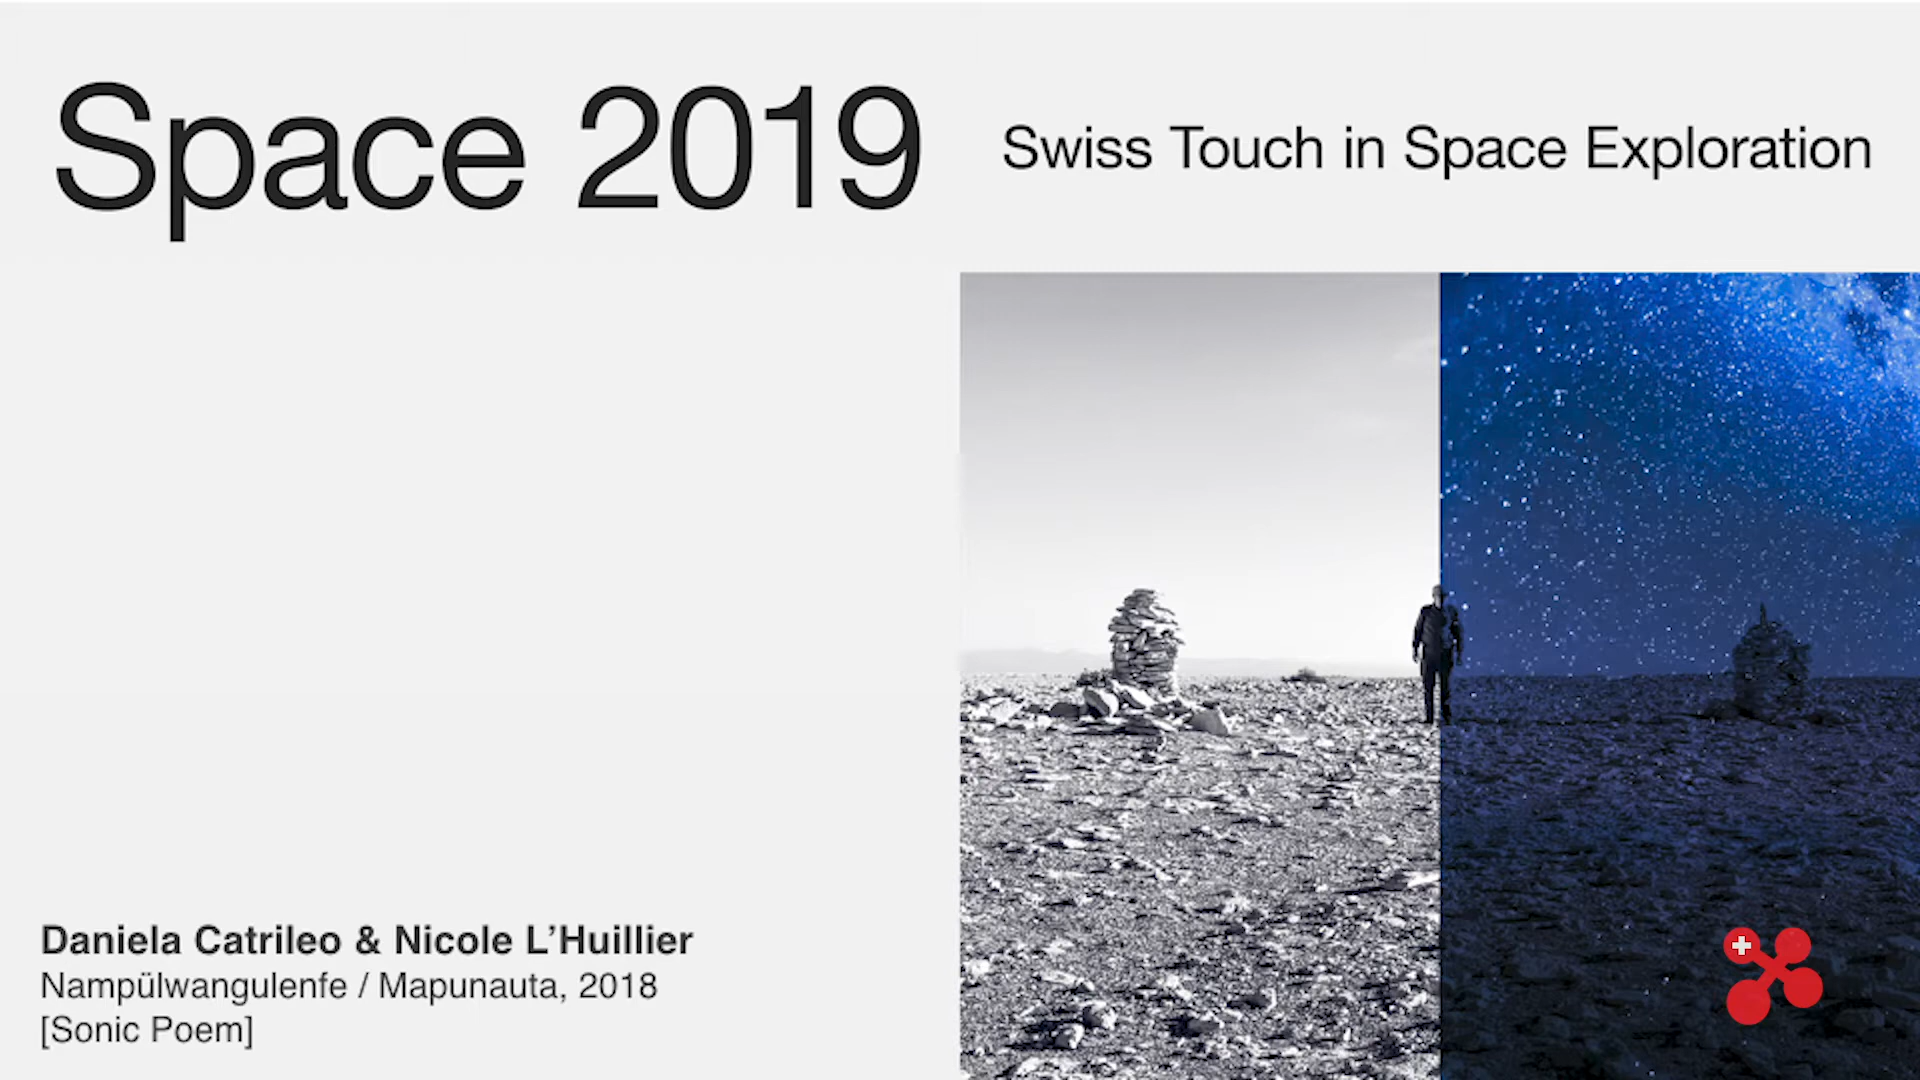 Space 2019
Swiss Touch in Space Exploration
Daniela Catrileo & Nicole L’Huillier
Nampülwangulenfe / Mapunauta, 2018
[Sonic Poem]